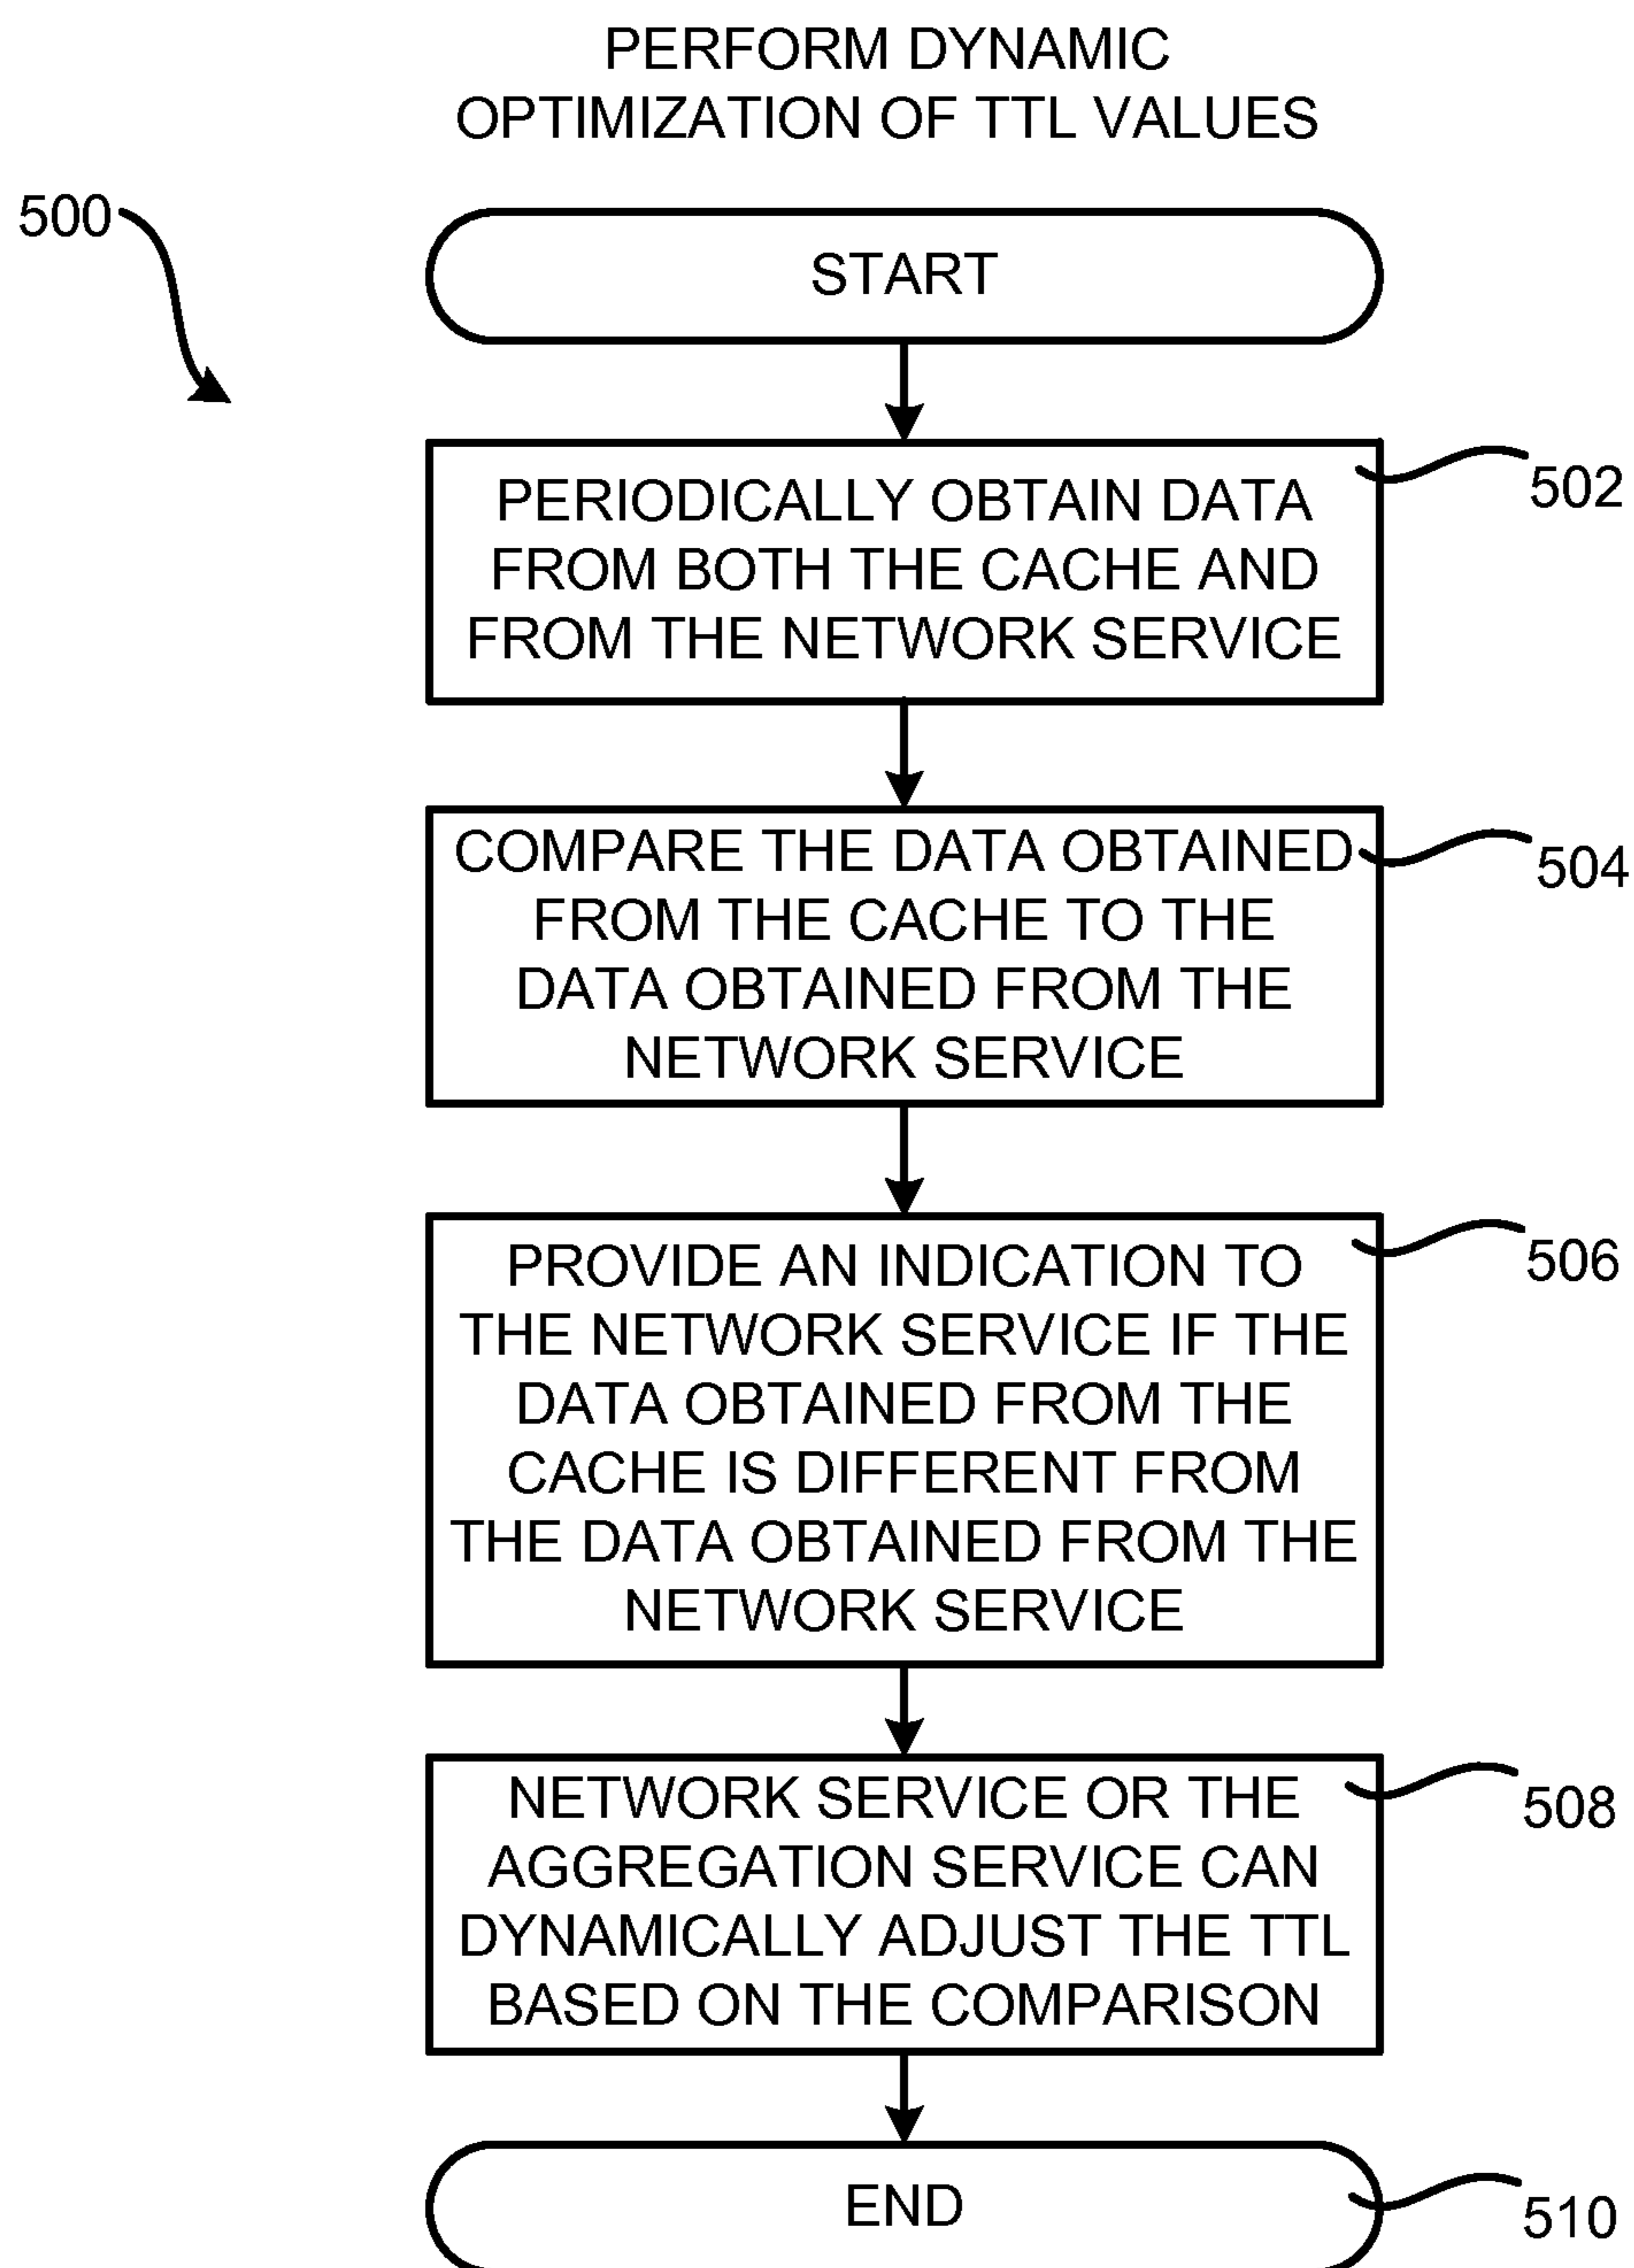 PERFORM DYNAMIC
OPTIMIZATION OF TTL VALUES
500
START
PERIODICALLY OBTAIN DATA
FROM BOTH THE CACHE AND
FROM THE NETWORK SERVICE
502
COMPARE THE DATA OBTAINED
FROM THE CACHE TO THE
DATA OBTAINED FROM THE
NETWORK SERVICE
504
PROVIDE AN INDICATION TO
THE NETWORK SERVICE IF THE
DATA OBTAINED FROM THE
CACHE IS DIFFERENT FROM
THE DATA OBTAINED FROM THE
NETWORK SERVICE
506
NETWORK SERVICE OR THE
AGGREGATION SERVICE CAN
DYNAMICALLY ADJUST THE TTL
BASED ON THE COMPARISON
508
END
510